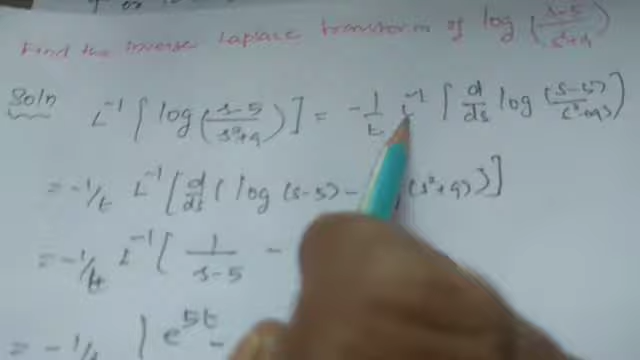 Find the inverse Laplace transform of log (s-5/s²+9)
Soln
L⁻¹ [log(s-5/s²+9)] = -1/t L⁻¹ [d/ds log (s-5/s²+9)
= -1/t L⁻¹ [d/ds (log (s-5) - (s²+9))]
= -1/t L⁻¹ [1/s-5 -
= -1/t [e^5t -